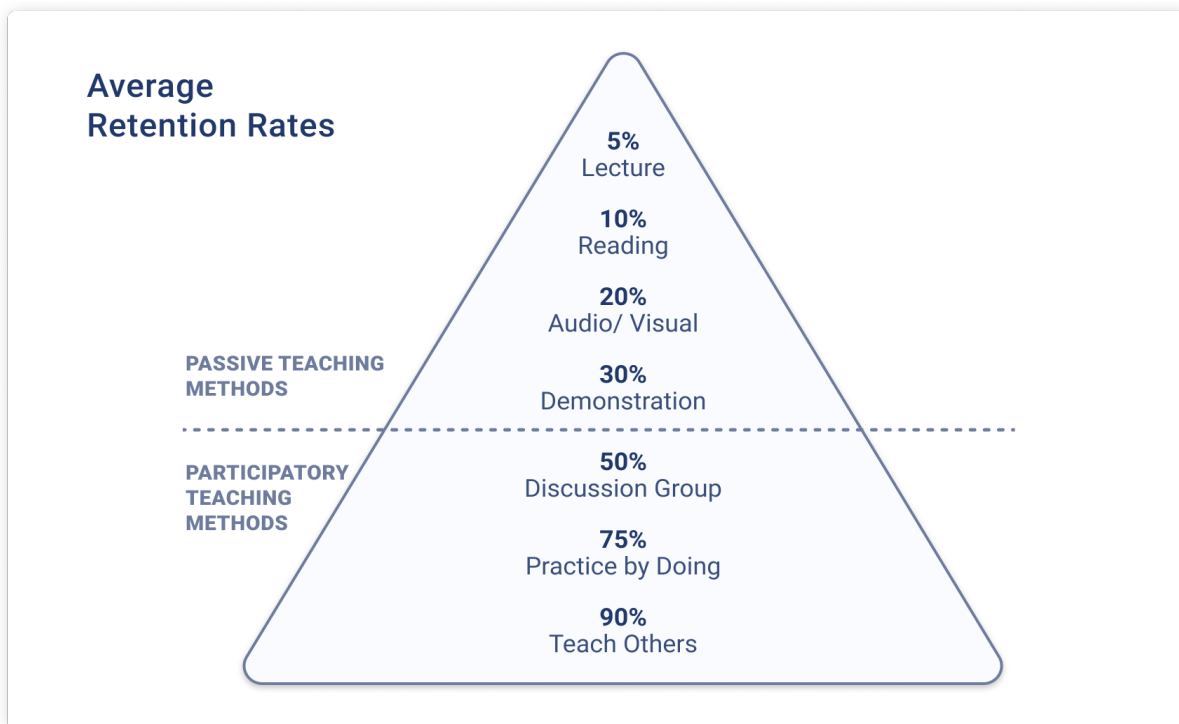 Average
Retention Rates
5%
Lecture
10%
Reading
20%
Audio/ Visual
30%
Demonstration
PASSIVE TEACHING
METHODS
50%
Discussion Group
PARTICIPATORY
TEACHING
METHODS
75%
Practice by Doing
90%
Teach Others